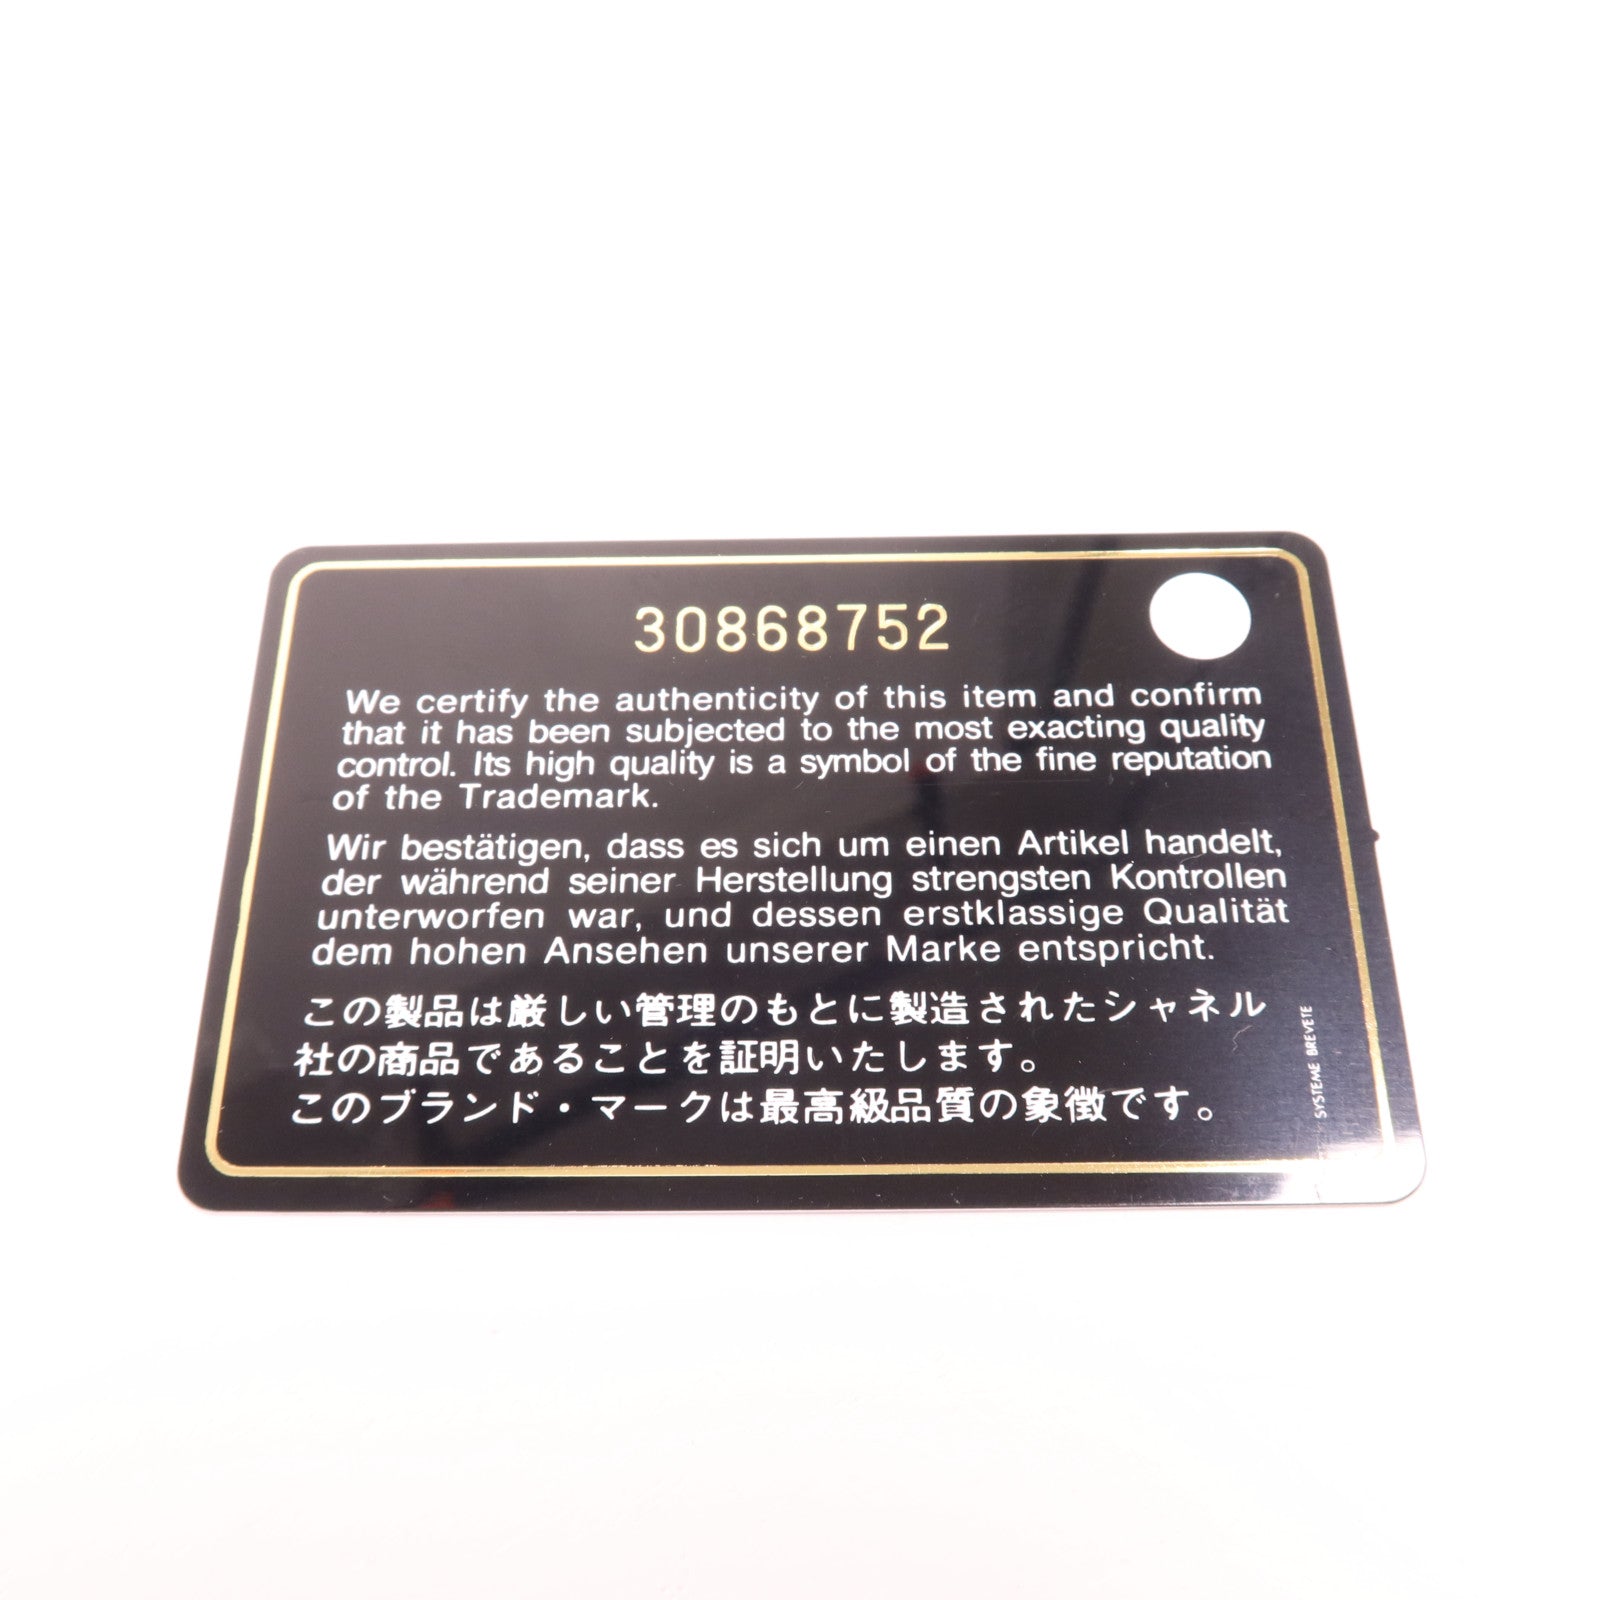 30868752
We certify the authenticity of this item and confirm
that it has been subjected to the most exacting quality
control. Its high quality is a symbol of the fine reputation
of the Trademark.
Wir bestätigen, dass es sich um einen Artikel handelt,
der während seiner Herstellung strengsten Kontrollen
unterworfen war, und dessen erstklassige Qualität
dem hohen Ansehen unserer Marke entspricht.
この製品は厳しい管理のもとに製造されたシャネル
社の商品であることを証明いたします。
このブランド・マークは最高級品質の象徴です。
SYSTEME BREVETE